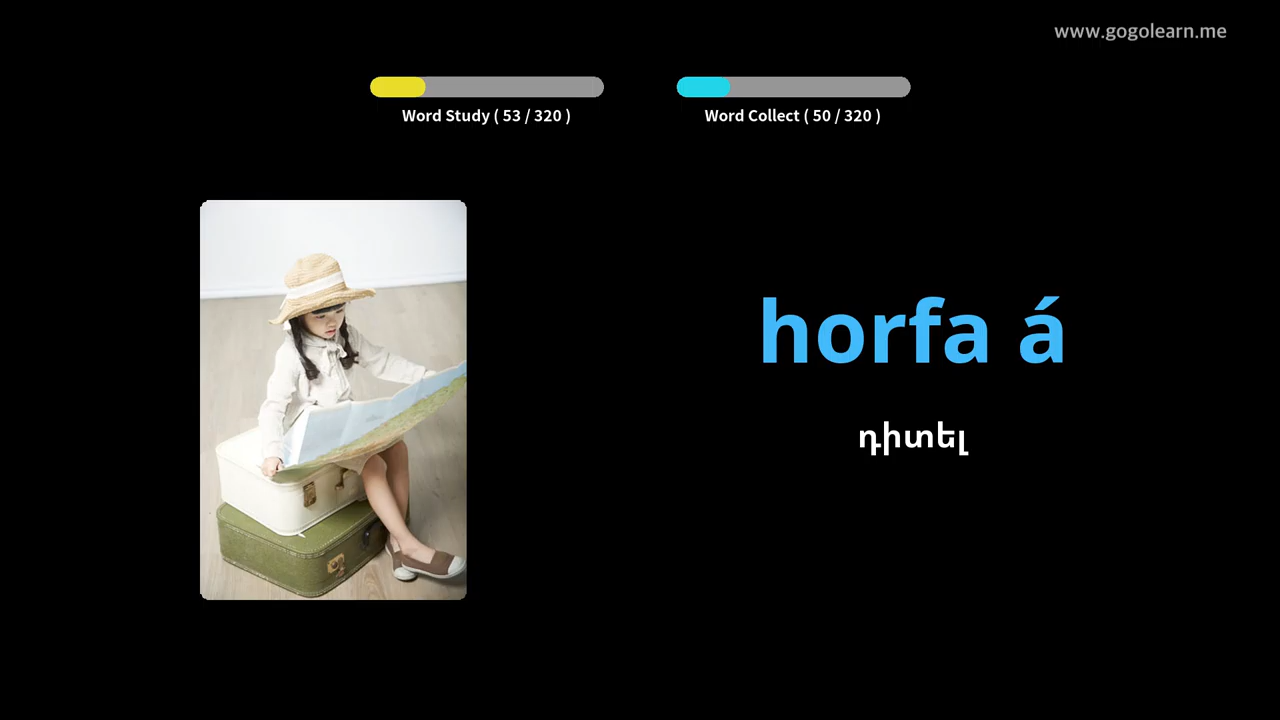 www.gogolearn.me
Word Study ( 53 / 320 )
Word Collect ( 50 / 320 )
horfa á
դիտել